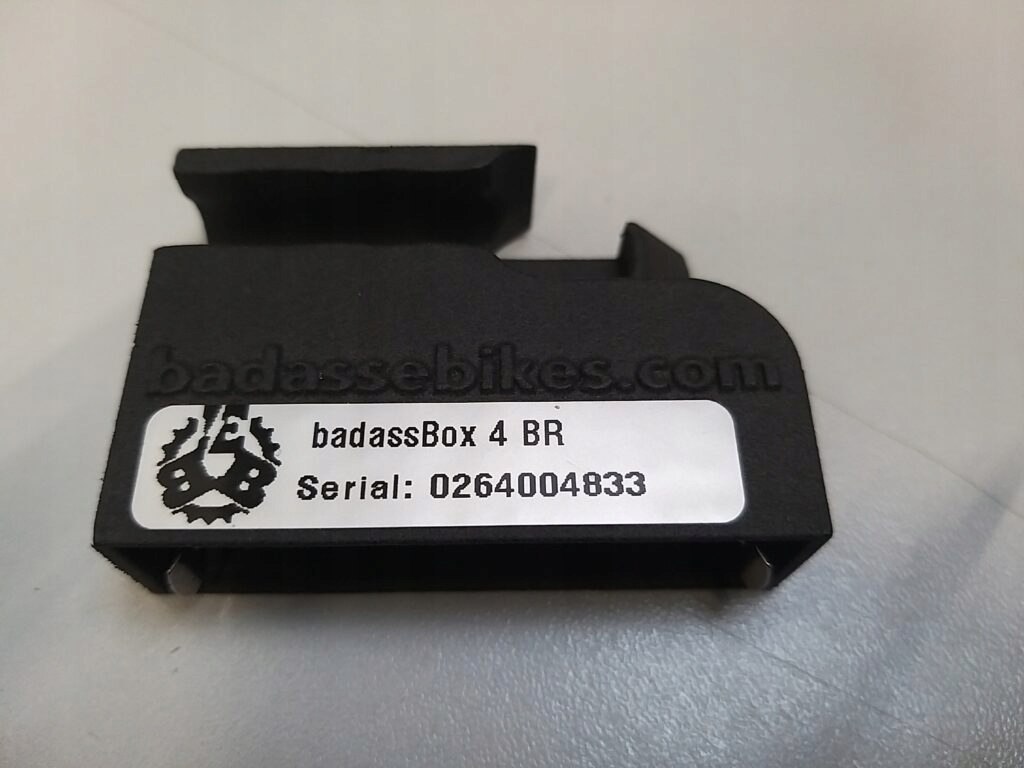 badassebikes.com
badassBox 4 BR
Serial: 0264004833